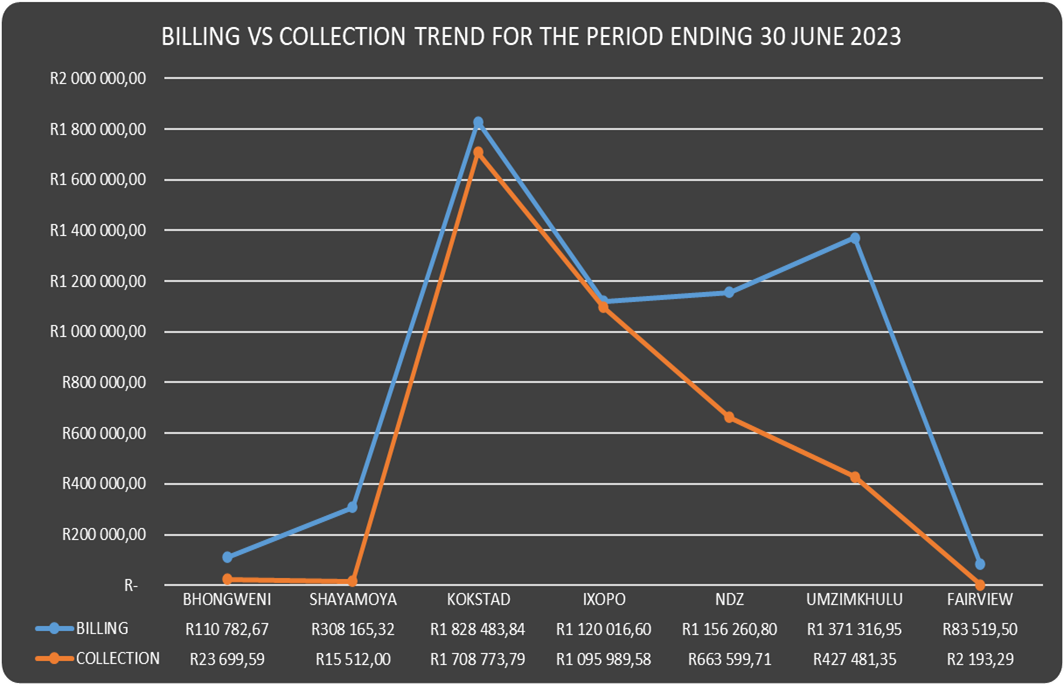 BILLING VS COLLECTION TREND FOR THE PERIOD ENDING 30 JUNE 2023
R2 000 000,00
R1 800 000,00
R1 600 000,00
R1 400 000,00
R1 200 000,00
R1 000 000,00
R800 000,00
R600 000,00
R400 000,00
R200 000,00
R-
BHONGWENI SHAYAMOYA KOKSTAD IXOPO NDZ UMZIMKHULU FAIRVIEW
BILLING R110 782,67 R308 165,32 R1 828 483,84 R1 120 016,60 R1 156 260,80 R1 371 316,95 R83 519,50
COLLECTION R23 699,59 R15 512,00 R1 708 773,79 R1 095 989,58 R663 599,71 R427 481,35 R2 193,29